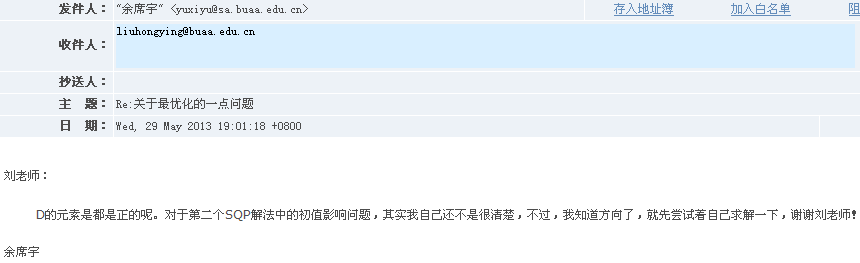 发件人： "余席宇" <yuxiyu@sa.buaa.edu.cn> 存入地址簿 加入白名单 阻
收件人： liuhongying@buaa.edu.cn
抄送人：
主 题： Re:关于最优化的一点问题
日 期： Wed, 29 May 2013 19:01:18 +0800
刘老师：
D的元素是都是正的呢。对于第二个SQP解法中的初值影响问题，其实我自己还不是很清楚，不过，我知道方向了，就先尝试着自己求解一下，谢谢刘老师！
余席宇